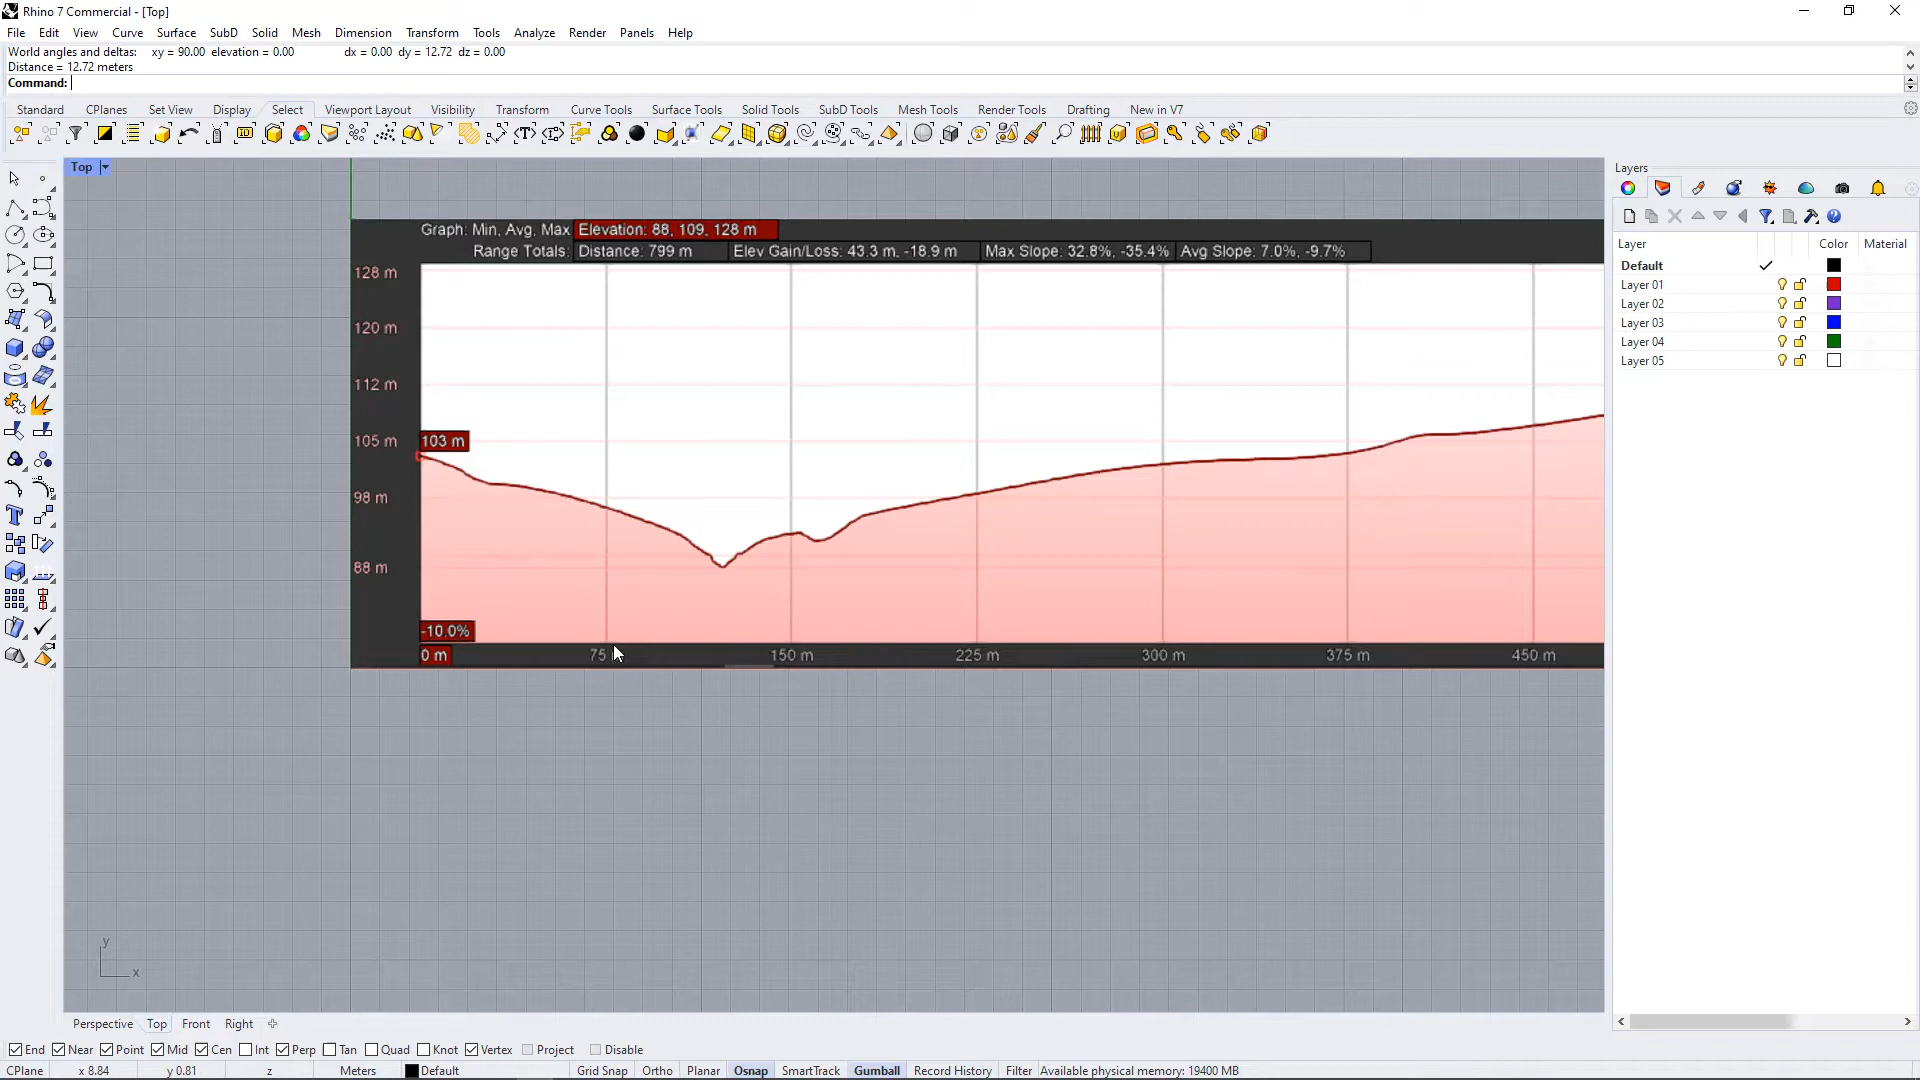 Rhino 7 Commercial - [Top]
File Edit View Curve Surface SubD Solid Mesh Dimension Transform Tools Analyze Render Panels Help
World angles and deltas: xy = 90.00 elevation = 0.00 dx = 0.00 dy = 12.72 dz = 0.00
Distance = 12.72 meters
Command:
Standard CPlanes Set View Display Select Viewport Layout Visibility Transform Curve Tools Surface Tools Solid Tools SubD Tools Mesh Tools Render Tools Drafting New in V7
Top
Layers
Graph: Min, Avg, Max Elevation: 88, 109, 128 m
Range Totals: Distance: 799 m Elev Gain/Loss: 43.3 m, -18.9 m Max Slope: 32.8%, -35.4% Avg Slope: 7.0%, -9.7%
128 m
120 m
112 m
105 m
103 m
98 m
88 m
-10.0%
0 m 75 150 m 225 m 300 m 375 m 450 m
Layer Color Material
Default
Layer 01
Layer 02
Layer 03
Layer 04
Layer 05
y
x
Perspective Top Front Right
End Near Point Mid Cen Int Perp Tan Quad Knot Vertex Project Disable
CPlane x 8.84 y 0.81 z Meters Default Grid Snap Ortho Planar Osnap SmartTrack Gumball Record History Filter Available physical memory: 19400 MB